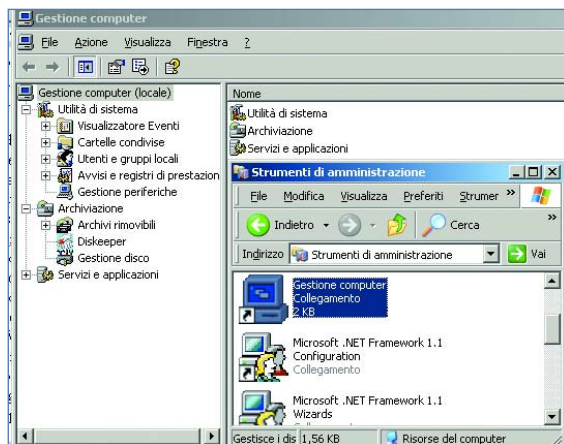 Gestione computer
File Azione Visualizza Finestra ?
Gestione computer (locale)
Utilità di sistema
Visualizzatore Eventi
Cartelle condivise
Utenti e gruppi locali
Avvisi e registri di prestazion
Gestione periferiche
Archiviazione
Archivi rimovibili
Diskeeper
Gestione disco
Servizi e applicazioni
Nome
Utilità di sistema
Archiviazione
Servizi e applicazioni
Strumenti di amministrazione
File Modifica Visualizza Preferiti Strumer »
Indietro Cerca »
Indirizzo Strumenti di amministrazione Vai
Gestione computer
Collegamento
2 KB
Microsoft .NET Framework 1.1
Configuration
Collegamento
Microsoft .NET Framework 1.1
Wizards
Gestisce i dis 1,56 KB Risorse del computer